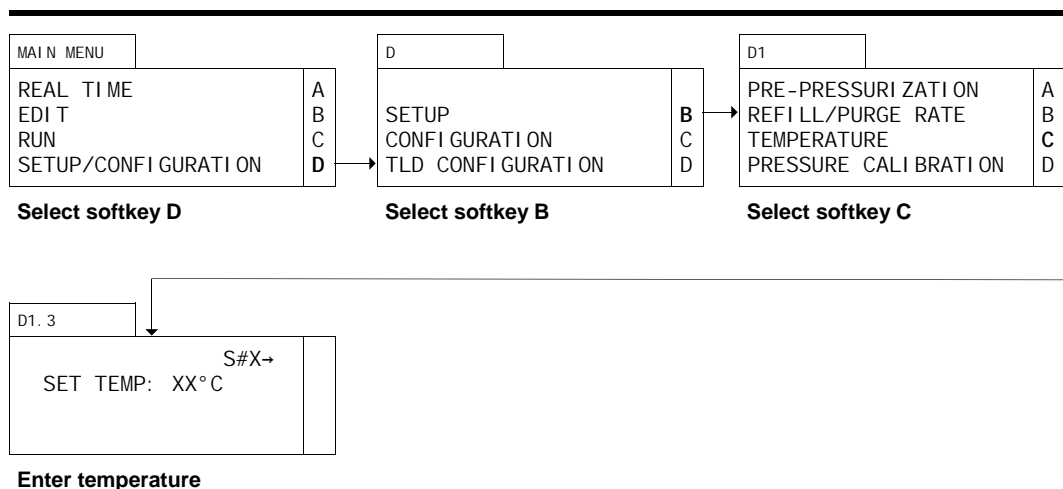 MAIN MENU
REAL TIME A
EDIT B
RUN C
SETUP/CONFIGURATION D
Select softkey D
D
SETUP B
CONFIGURATION C
TLD CONFIGURATION D
Select softkey B
D1
PRE-PRESSURIZATION A
REFILL/PURGE RATE B
TEMPERATURE C
PRESSURE CALIBRATION D
Select softkey C
D1.3
S#X→
SET TEMP: XX°C
Enter temperature